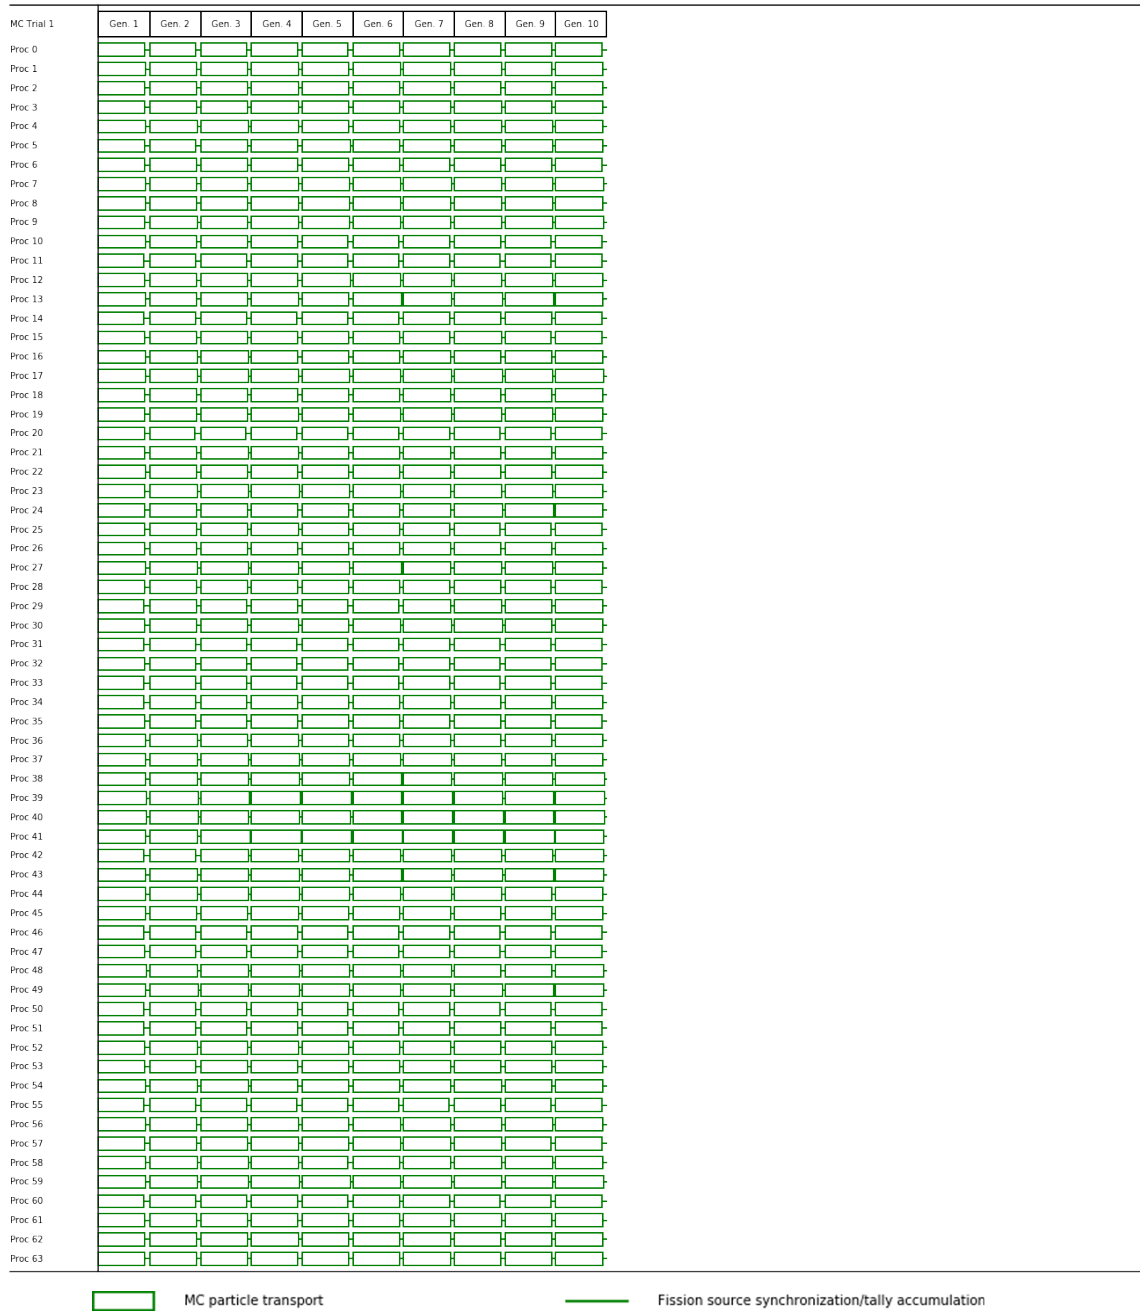 MC Trial 1 Gen. 1 Gen. 2 Gen. 3 Gen. 4 Gen. 5 Gen. 6 Gen. 7 Gen. 8 Gen. 9 Gen. 10
Proc 0
Proc 1
Proc 2
Proc 3
Proc 4
Proc 5
Proc 6
Proc 7
Proc 8
Proc 9
Proc 10
Proc 11
Proc 12
Proc 13
Proc 14
Proc 15
Proc 16
Proc 17
Proc 18
Proc 19
Proc 20
Proc 21
Proc 22
Proc 23
Proc 24
Proc 25
Proc 26
Proc 27
Proc 28
Proc 29
Proc 30
Proc 31
Proc 32
Proc 33
Proc 34
Proc 35
Proc 36
Proc 37
Proc 38
Proc 39
Proc 40
Proc 41
Proc 42
Proc 43
Proc 44
Proc 45
Proc 46
Proc 47
Proc 48
Proc 49
Proc 50
Proc 51
Proc 52
Proc 53
Proc 54
Proc 55
Proc 56
Proc 57
Proc 58
Proc 59
Proc 60
Proc 61
Proc 62
Proc 63
MC particle transport Fission source synchronization/tally accumulation